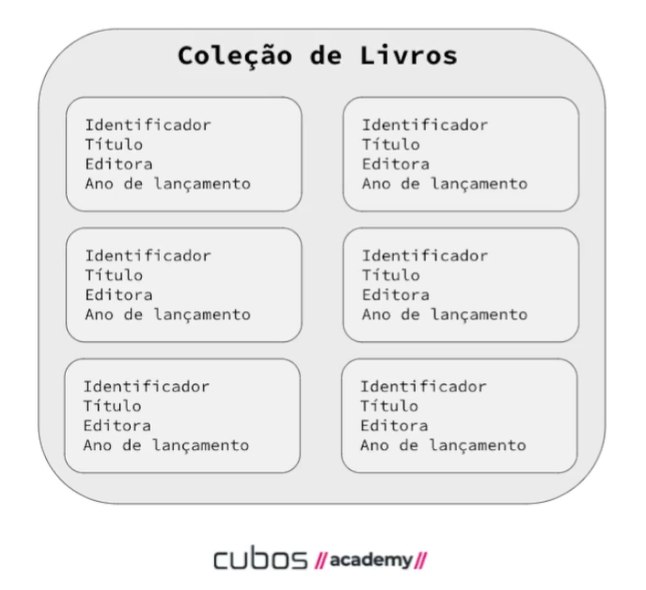 Coleção de Livros
Identificador
Título
Editora
Ano de lançamento
Identificador
Título
Editora
Ano de lançamento
Identificador
Título
Editora
Ano de lançamento
Identificador
Título
Editora
Ano de lançamento
Identificador
Título
Editora
Ano de lançamento
Identificador
Título
Editora
Ano de lançamento
cubos //academy//